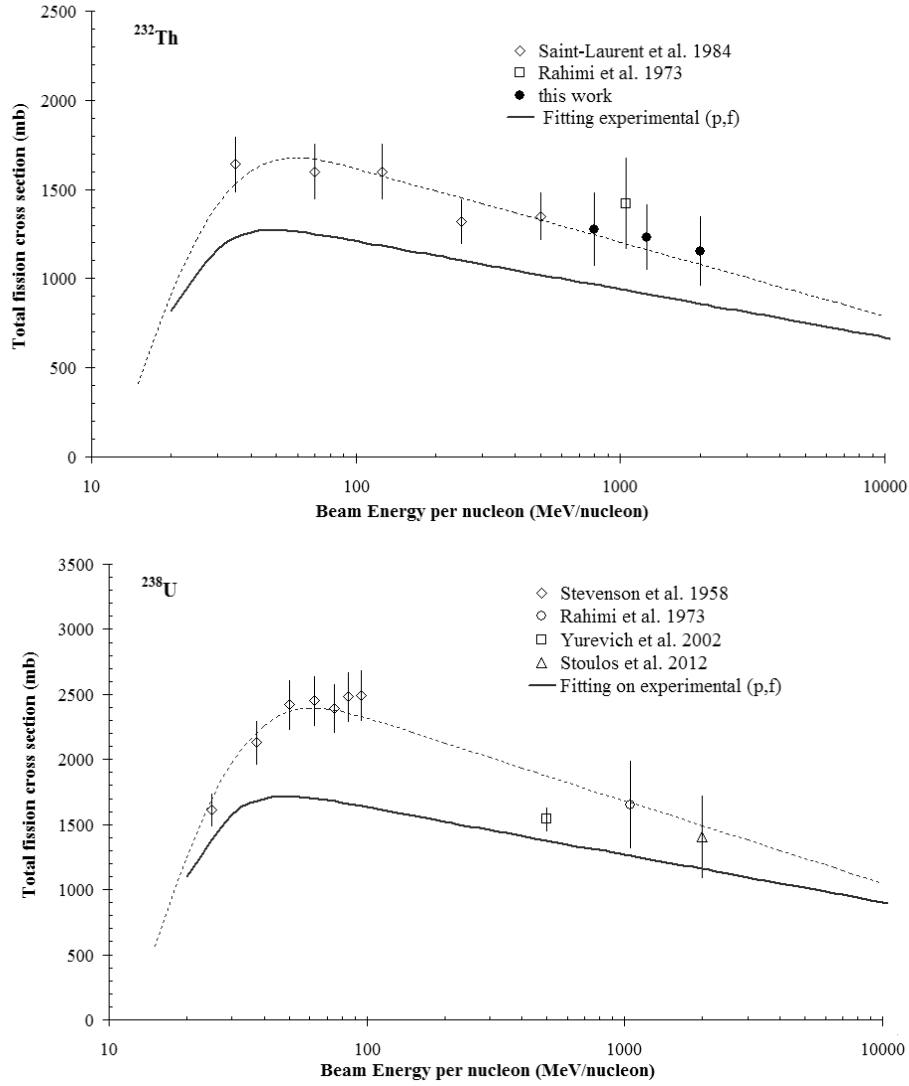 ²³²Th
Saint-Laurent et al. 1984
Rahimi et al. 1973
this work
Fitting experimental (p,f)
Total fission cross section (mb)
2500
2000
1500
1000
500
0
10 100 1000 10000
Beam Energy per nucleon (MeV/nucleon)
²³⁸U
Stevenson et al. 1958
Rahimi et al. 1973
Yurevich et al. 2002
Stoulos et al. 2012
Fitting on experimental (p,f)
Total fission cross section (mb)
3500
3000
2500
2000
1500
1000
500
0
10 100 1000 10000
Beam Energy per nucleon (MeV/nucleon)